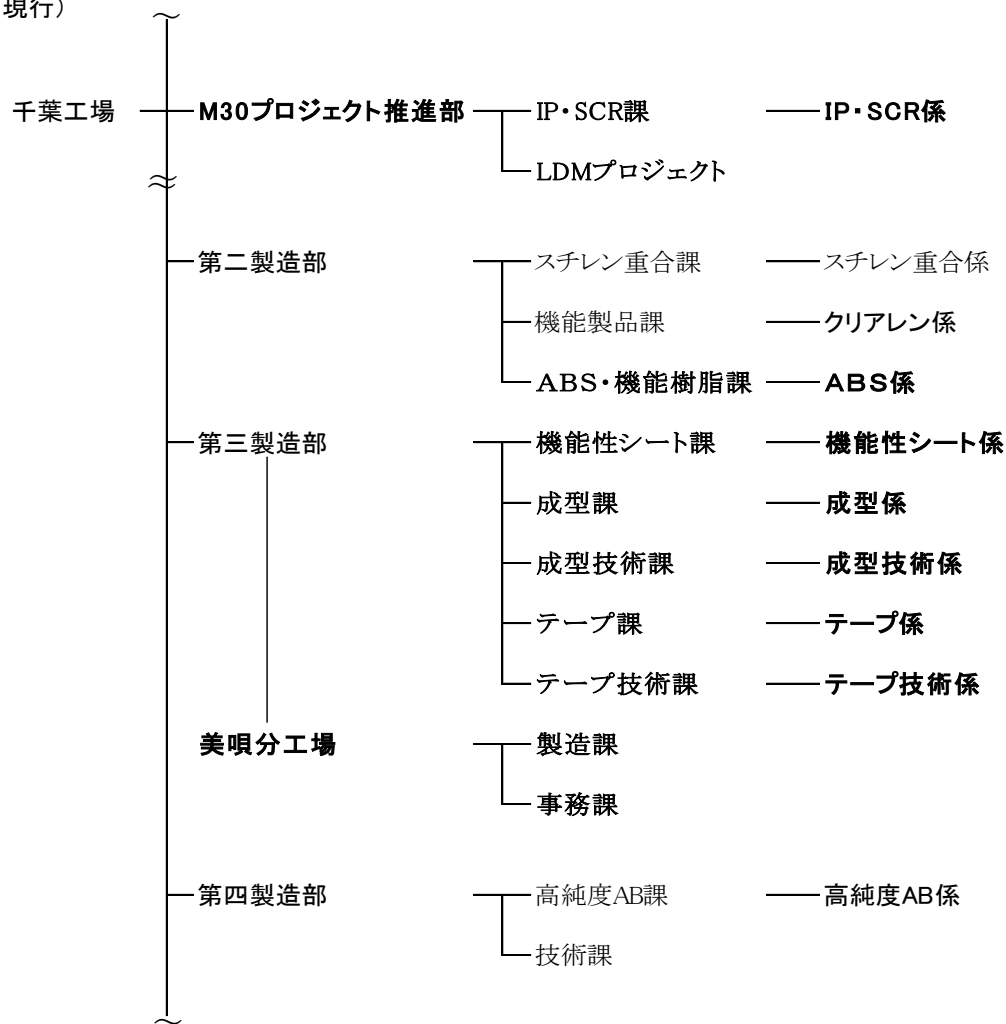 現行）
千葉工場 M30プロジェクト推進部 IP・SCR課 IP・SCR係
LDMプロジェクト
第二製造部 スチレン重合課 スチレン重合係
機能製品課 クリアレン係
ABS・機能樹脂課 ABS係
第三製造部 機能性シート課 機能性シート係
成型課 成型係
成型技術課 成型技術係
テープ課 テープ係
テープ技術課 テープ技術係
美唄分工場 製造課
事務課
第四製造部 高純度AB課 高純度AB係
技術課